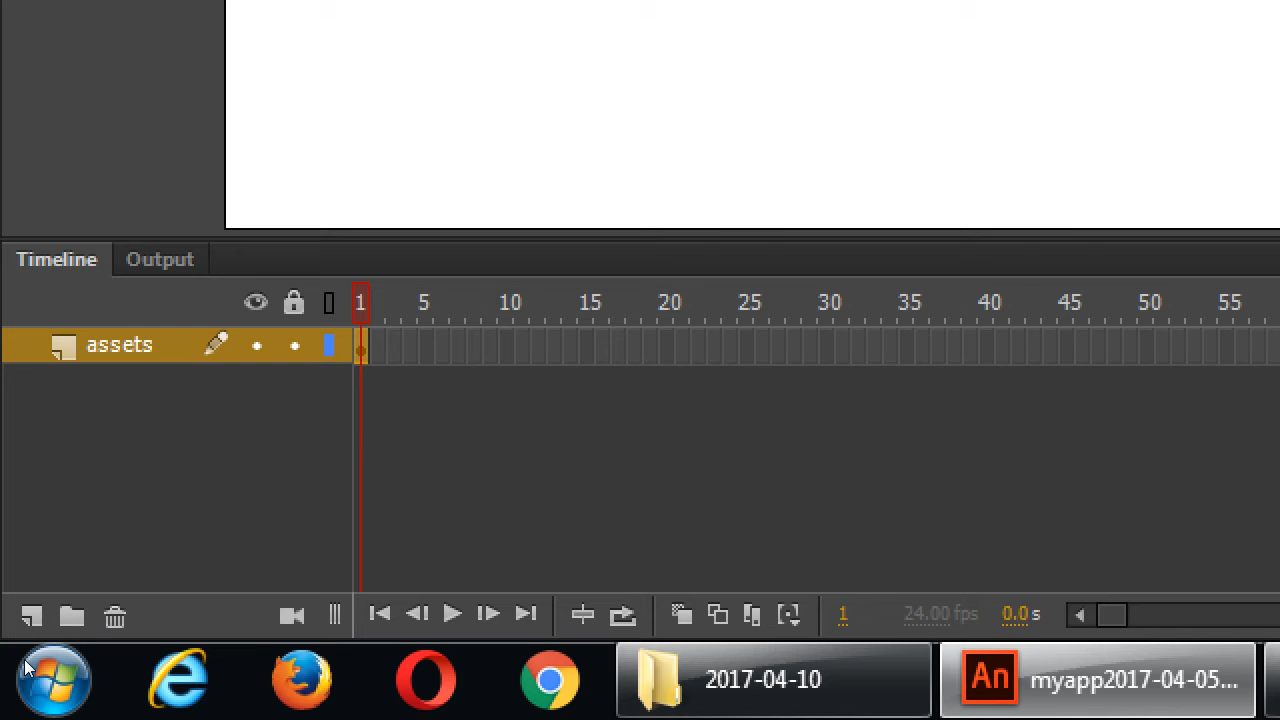 Timeline Output
1 5 10 15 20 25 30 35 40 45 50 55
assets
1 24.00 fps 0.0 s
2017-04-10 An myapp2017-04-05...